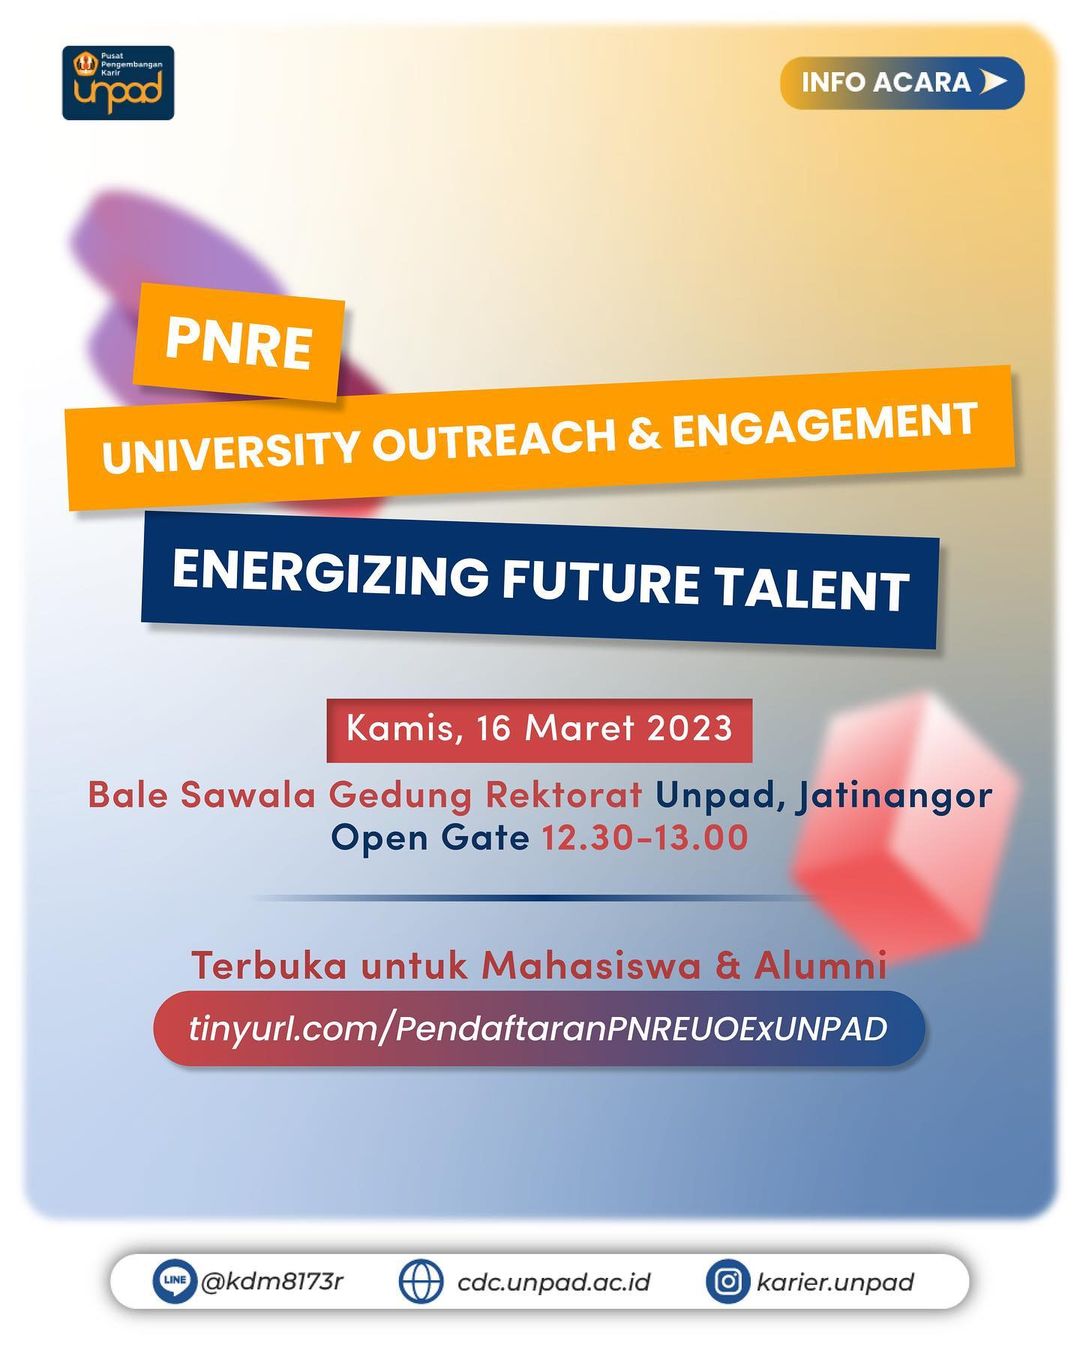 Pusat
Pengembangan
Karir
unpad
INFO ACARA
PNRE
UNIVERSITY OUTREACH & ENGAGEMENT
ENERGIZING FUTURE TALENT
Kamis, 16 Maret 2023
Bale Sawala Gedung Rektorat Unpad, Jatinangor
Open Gate 12.30-13.00
Terbuka untuk Mahasiswa & Alumni
tinyurl.com/PendaftaranPNREUOExUNPAD
LINE @kdm8173r cdc.unpad.ac.id karier.unpad